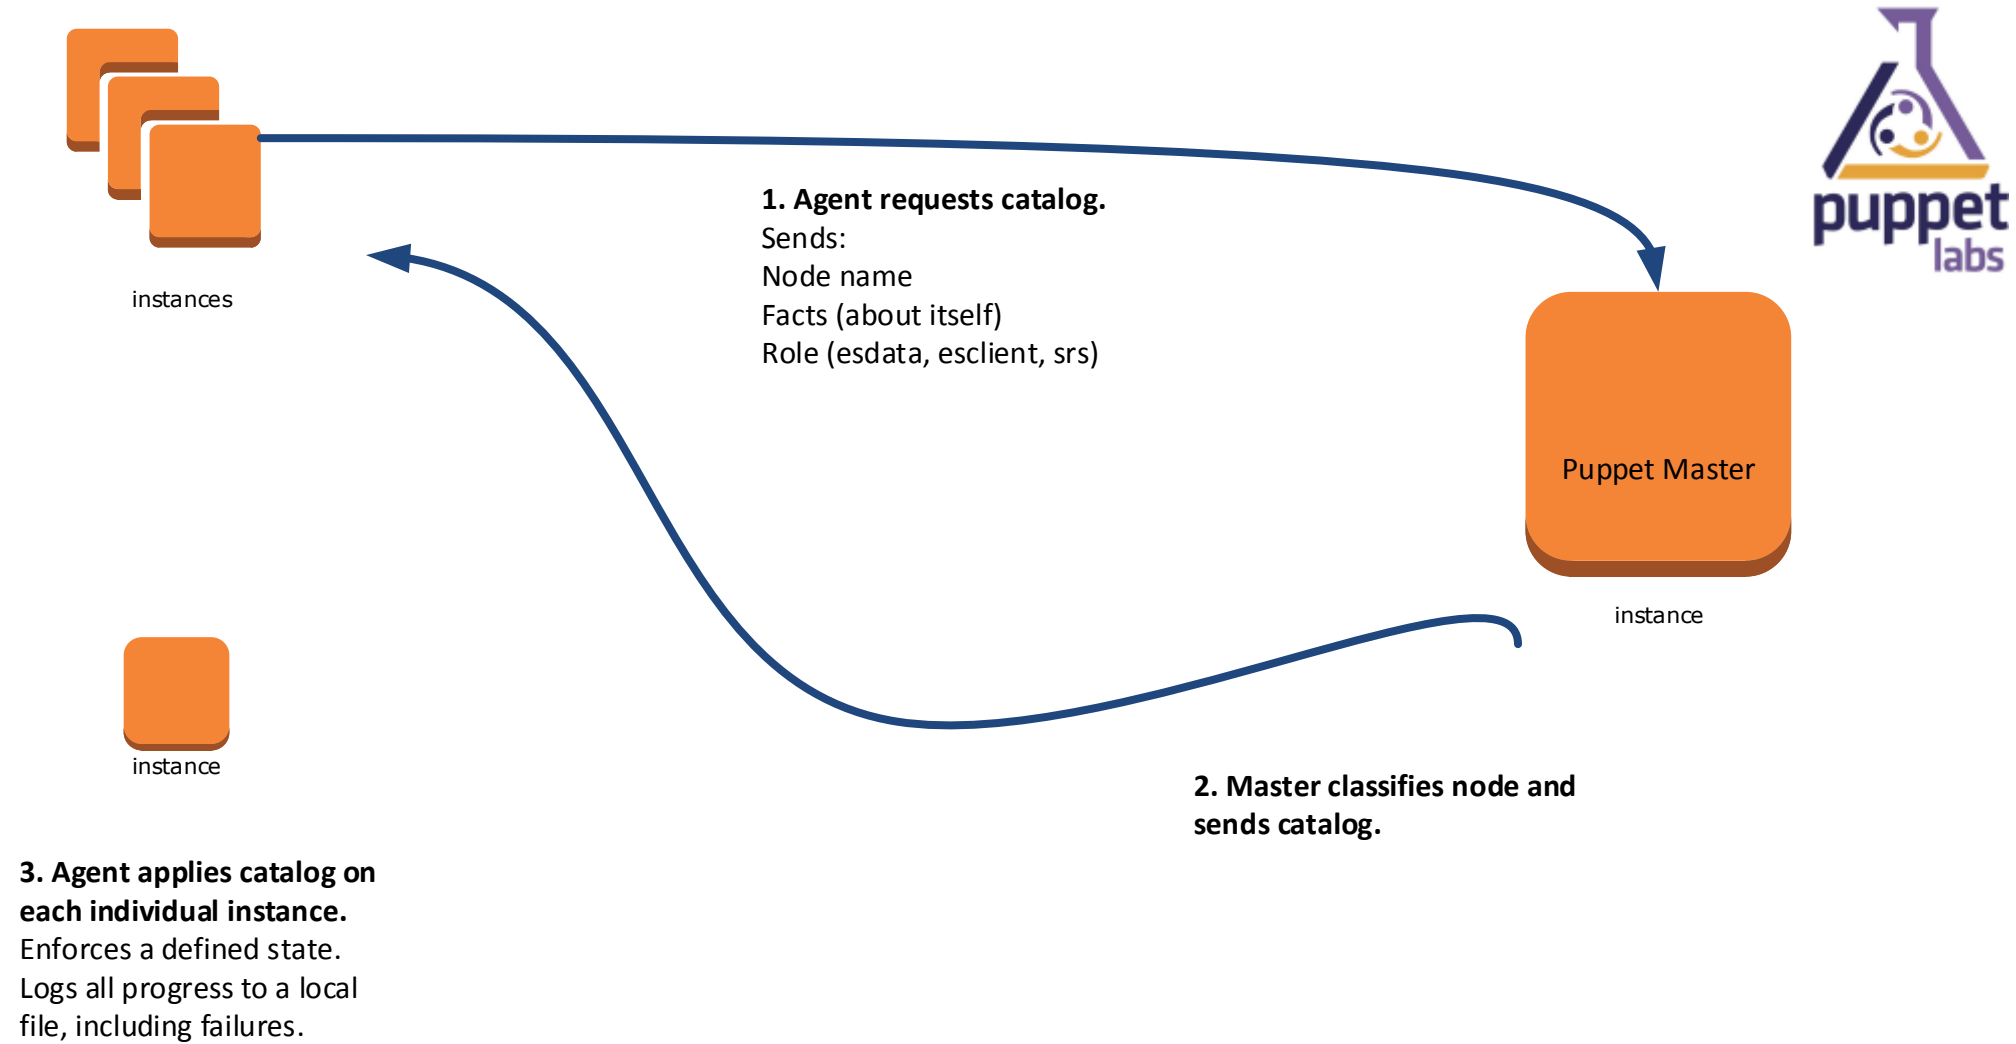 puppet
labs
1. Agent requests catalog.
Sends:
Node name
Facts (about itself)
Role (esdata, esclient, srs)
instances
Puppet Master
instance
instance
2. Master classifies node and
sends catalog.
3. Agent applies catalog on
each individual instance.
Enforces a defined state.
Logs all progress to a local
file, including failures.